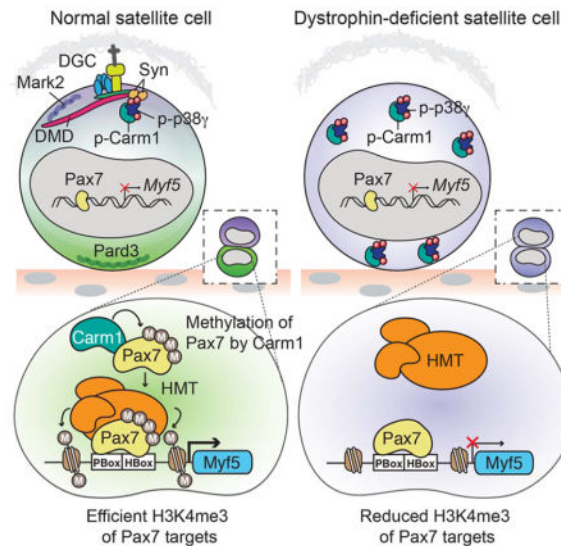 Normal satellite cell
DGC
Syn
Mark2
p-p38γ
DMD
p-Carm1
Pax7
Myf5
Pard3
Carm1
M
M
M
M
Pax7
Methylation of
Pax7 by Carm1
HMT
M
M
M
M
M
M
Pax7
M
M
PBox
HBox
Myf5
Efficient H3K4me3
of Pax7 targets
Dystrophin-deficient satellite cell
p-p38γ
p-Carm1
Pax7
Myf5
HMT
Pax7
PBox
HBox
Myf5
Reduced H3K4me3
of Pax7 targets